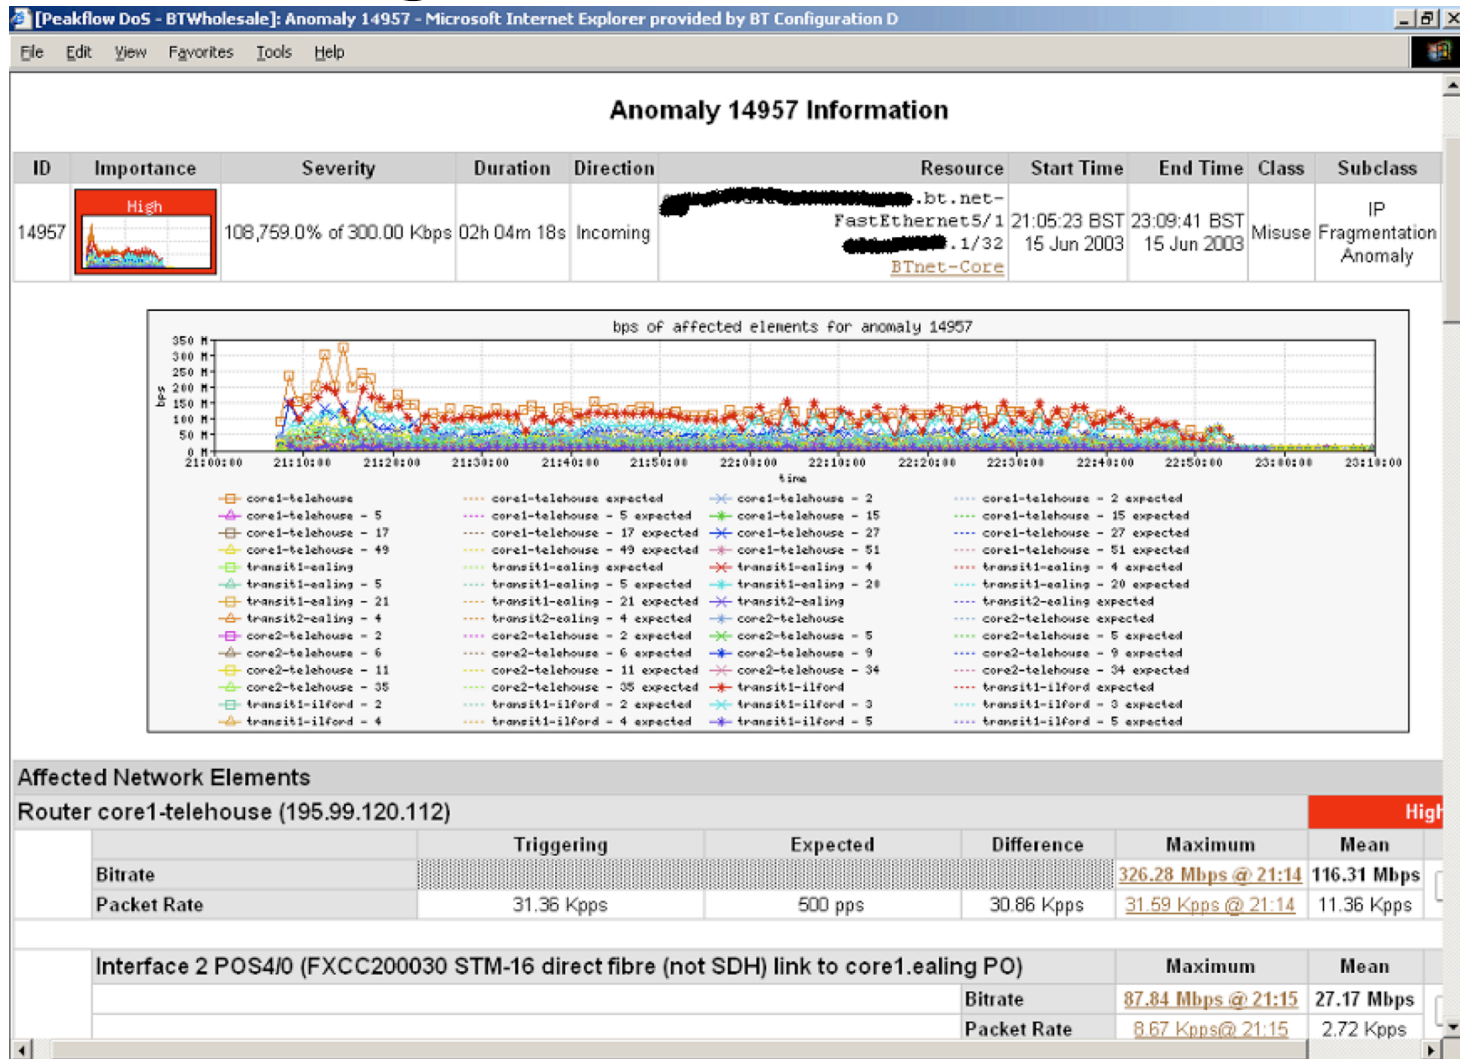 [Peakflow DoS - BTWholesale]: Anomaly 14957 - Microsoft Internet Explorer provided by BT Configuration D
File Edit View Favorites Tools Help
Anomaly 14957 Information
ID Importance Severity Duration Direction Resource Start Time End Time Class Subclass
14957 High 108,759.0% of 300.00 Kbps 02h 04m 18s Incoming .bt.net-
FastEthernet5/1
.1/32
BTnet-Core
21:05:23 BST
15 Jun 2003
23:09:41 BST
15 Jun 2003
Misuse
IP
Fragmentation
Anomaly
bps of affected elements for anomaly 14957
bps
350 M
300 M
250 M
200 M
150 M
100 M
50 M
0 M
21:00:00 21:10:00 21:20:00 21:30:00 21:40:00 21:50:00 22:00:00 22:10:00 22:20:00 22:30:00 22:40:00 22:50:00 23:00:00 23:10:00
time
core1-telehouse core1-telehouse expected core1-telehouse - 2 core1-telehouse - 2 expected
core1-telehouse - 5 core1-telehouse - 5 expected core1-telehouse - 15 core1-telehouse - 15 expected
core1-telehouse - 17 core1-telehouse - 17 expected core1-telehouse - 27 core1-telehouse - 27 expected
core1-telehouse - 49 core1-telehouse - 49 expected core1-telehouse - 51 core1-telehouse - 51 expected
transit1-ealing transit1-ealing expected transit1-ealing - 4 transit1-ealing - 4 expected
transit1-ealing - 5 transit1-ealing - 5 expected transit1-ealing - 20 transit1-ealing - 20 expected
transit1-ealing - 21 transit1-ealing - 21 expected transit2-ealing transit2-ealing expected
transit2-ealing - 4 transit2-ealing - 4 expected core2-telehouse core2-telehouse expected
core2-telehouse - 2 core2-telehouse - 2 expected core2-telehouse - 5 core2-telehouse - 5 expected
core2-telehouse - 6 core2-telehouse - 6 expected core2-telehouse - 9 core2-telehouse - 9 expected
core2-telehouse - 11 core2-telehouse - 11 expected core2-telehouse - 34 core2-telehouse - 34 expected
core2-telehouse - 35 core2-telehouse - 35 expected transit1-ilford transit1-ilford expected
transit1-ilford - 2 transit1-ilford - 2 expected transit1-ilford - 3 transit1-ilford - 3 expected
transit1-ilford - 4 transit1-ilford - 4 expected transit1-ilford - 5 transit1-ilford - 5 expected
Affected Network Elements
Router core1-telehouse (195.99.120.112) High
Triggering Expected Difference Maximum Mean
Bitrate 326.28 Mbps @ 21:14 116.31 Mbps
Packet Rate 31.36 Kpps 500 pps 30.86 Kpps 31.59 Kpps @ 21:14 11.36 Kpps
Interface 2 POS4/0 (FXCC200030 STM-16 direct fibre (not SDH) link to core1.ealing PO) Maximum Mean
Bitrate 87.84 Mbps @ 21:15 27.17 Mbps
Packet Rate 8.67 Kpps@ 21:15 2.72 Kpps